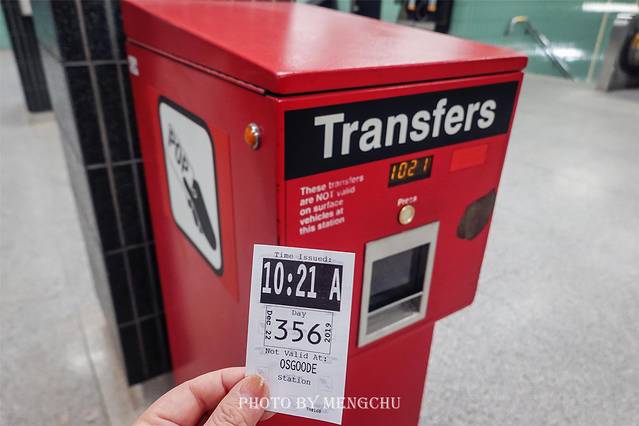 Transfers
1021
These transfers
are NOT valid
on surface
vehicles at
this station
Press
POP
Time Issued:
10:21 A
Day
Dec 22
356
2019
Not Valid At:
OSGOODE
station
PHOTO BY MENGCHU